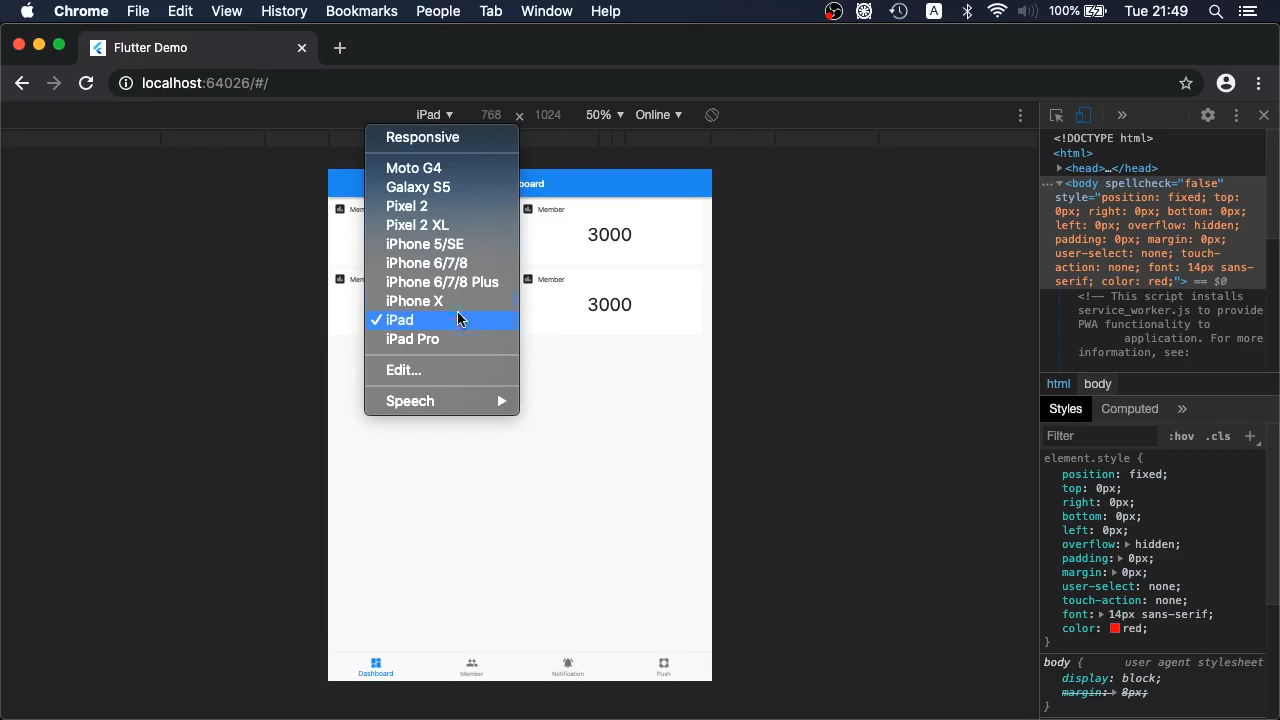 Chrome File Edit View History Bookmarks People Tab Window Help A 100% Tue 21:49
Flutter Demo
localhost:64026/#/
iPad 768 × 1024 50% Online
Responsive
Moto G4
Galaxy S5
Pixel 2
Pixel 2 XL
iPhone 5/SE
iPhone 6/7/8
iPhone 6/7/8 Plus
iPhone X
iPad
iPad Pro
Edit...
Speech
board
Mem
Member
3000
Mem
Member
3000
Dashboard Member Notification Push
<!DOCTYPE html>
<html>
<head>…</head>
<body spellcheck="false"
style="position: fixed; top:
0px; right: 0px; bottom: 0px;
left: 0px; overflow: hidden;
padding: 0px; margin: 0px;
user-select: none; touch-
action: none; font: 14px sans-
serif; color: red;"> == $0
<!-- This script installs
service_worker.js to provide
PWA functionality to
application. For more
information, see:
html body
Styles Computed »
Filter :hov .cls +
element.style {
position: fixed;
top: 0px;
right: 0px;
bottom: 0px;
left: 0px;
overflow: hidden;
padding: 0px;
margin: 0px;
user-select: none;
touch-action: none;
font: 14px sans-serif;
color: red;
}
body { user agent stylesheet
display: block;
margin: 8px;
}